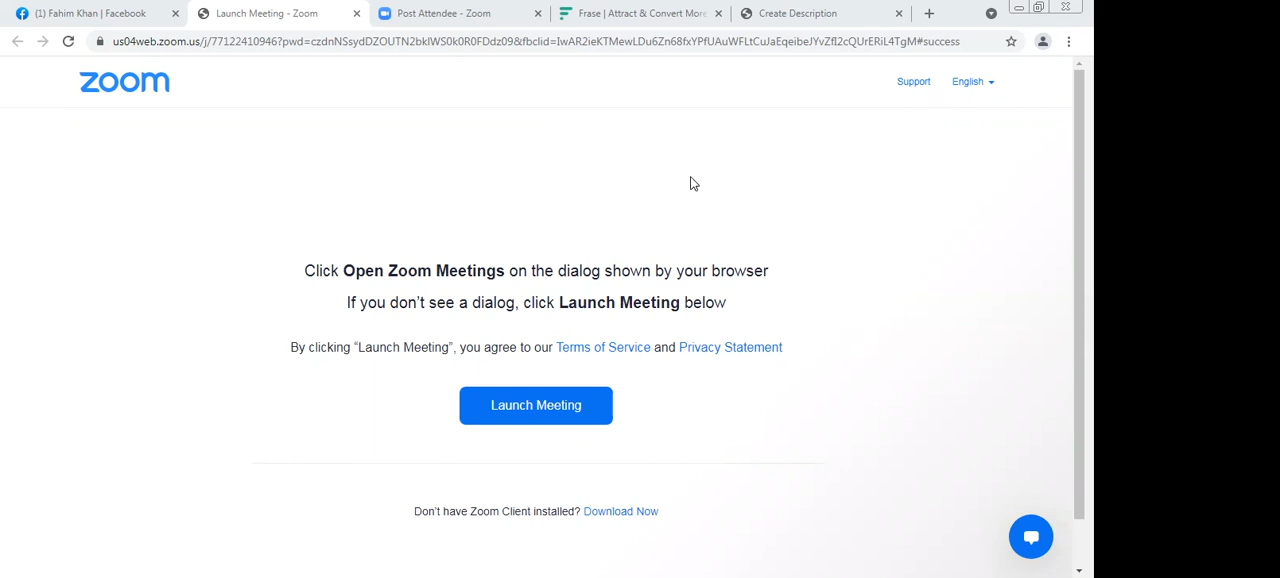 (1) Fahim Khan | Facebook
Launch Meeting - Zoom
Post Attendee - Zoom
Frase | Attract & Convert More
Create Description
us04web.zoom.us/j/77122410946?pwd=czdnNSsydDZOUTN2bklWS0k0R0FDdz09&fbclid=IwAR2ieKTMewLDu6Zn68fxYPfUAuWFLtCuJaEqeibeJYvZfI2cQUrERiL4TgM#success
zoom
Support English
Click Open Zoom Meetings on the dialog shown by your browser
If you don't see a dialog, click Launch Meeting below
By clicking “Launch Meeting”, you agree to our Terms of Service and Privacy Statement
Launch Meeting
Don't have Zoom Client installed? Download Now